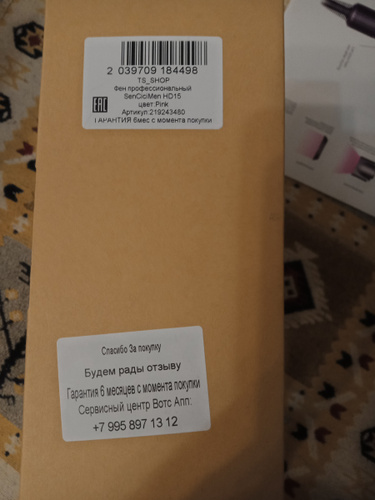 2 039709 184498
TS_SHOP
Фен профессиональный
SenCiciMen HD15
цвет:Pink
Артикул:219243480
ГАРАНТИЯ 6мес с момента покупки
EAC
Спасибо За покупку
Будем рады отзыву
Гарантия 6 месяцев с момента покупки
Сервисный центр Вотс Апп:
+7 995 897 13 12